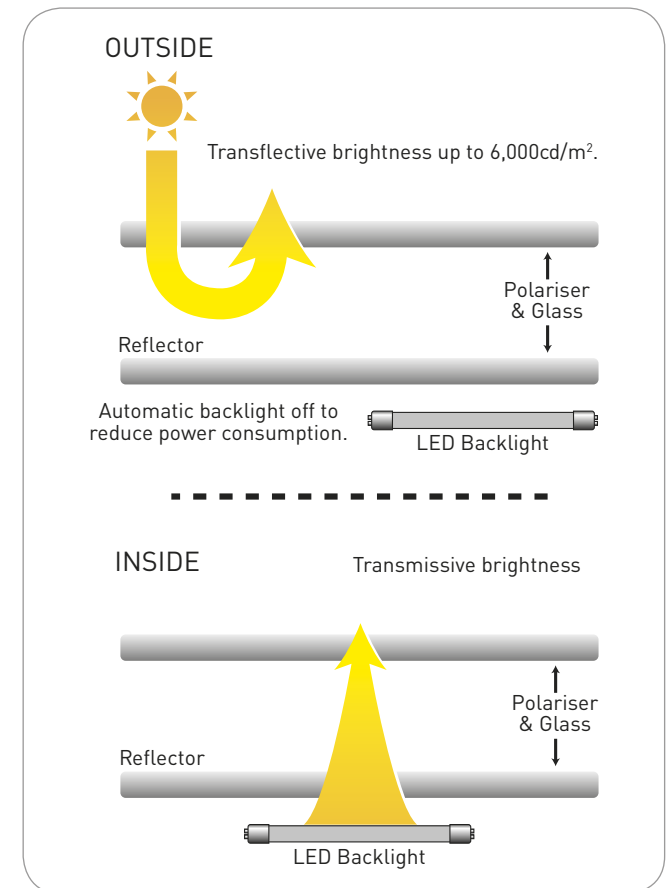 OUTSIDE
Transflective brightness up to 6,000cd/m².
Polariser
& Glass
Reflector
Automatic backlight off to
reduce power consumption.
LED Backlight
INSIDE
Transmissive brightness
Polariser
& Glass
Reflector
LED Backlight